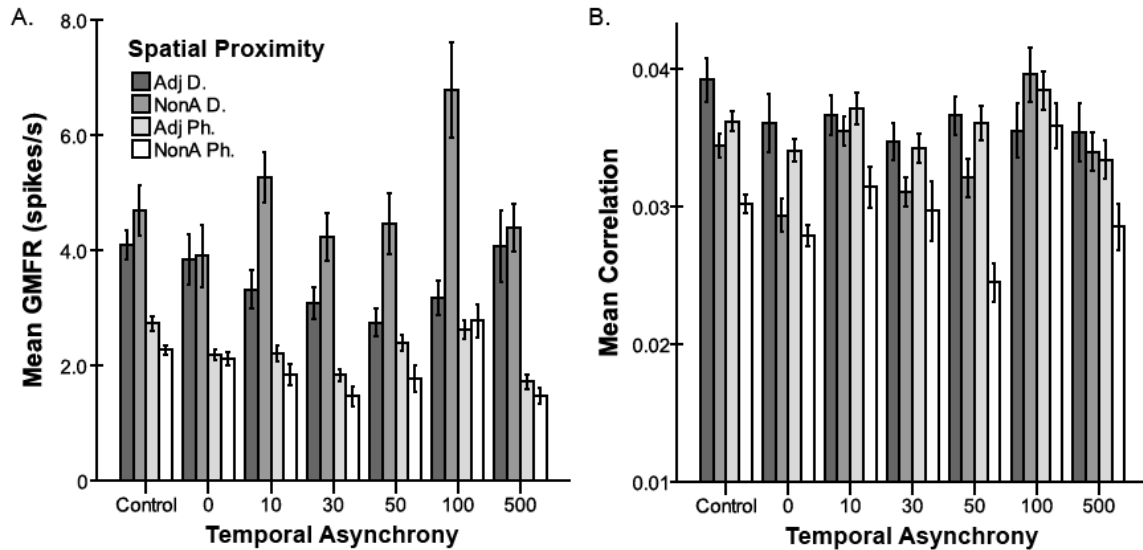 A.
8.0
6.0
4.0
2.0
0
Mean GMFR (spikes/s)
Spatial Proximity
Adj D.
NonA D.
Adj Ph.
NonA Ph.
Control 0 10 30 50 100 500
Temporal Asynchrony
B.
0.04
0.03
0.02
0.01
Mean Correlation
Control 0 10 30 50 100 500
Temporal Asynchrony